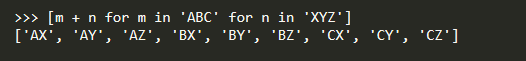 >>> [m + n for m in 'ABC' for n in 'XYZ']
['AX', 'AY', 'AZ', 'BX', 'BY', 'BZ', 'CX', 'CY', 'CZ']